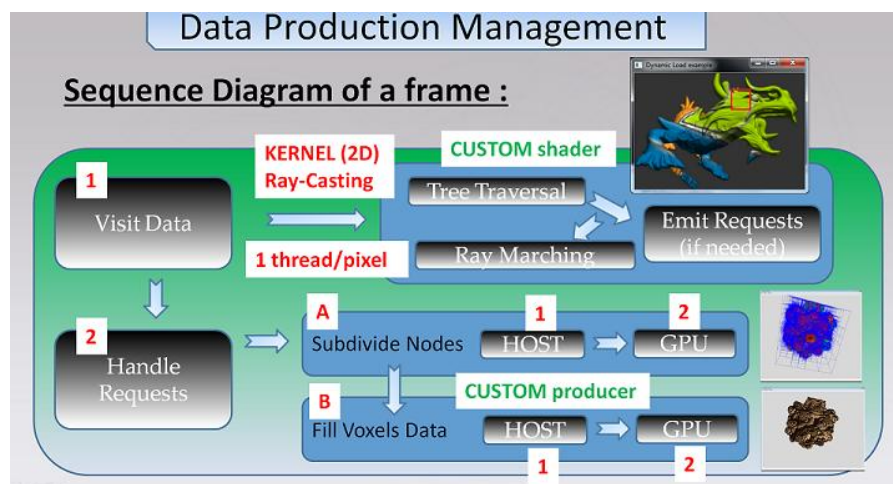 Data Production Management
Sequence Diagram of a frame :
Dynamic Load example
KERNEL (2D)
Ray-Casting
CUSTOM shader
1
Visit Data
Tree Traversal
Emit Requests
(if needed)
1 thread/pixel
Ray Marching
2
Handle
Requests
A
1
2
Subdivide Nodes
HOST
GPU
B
CUSTOM producer
Fill Voxels Data
HOST
GPU
1
2